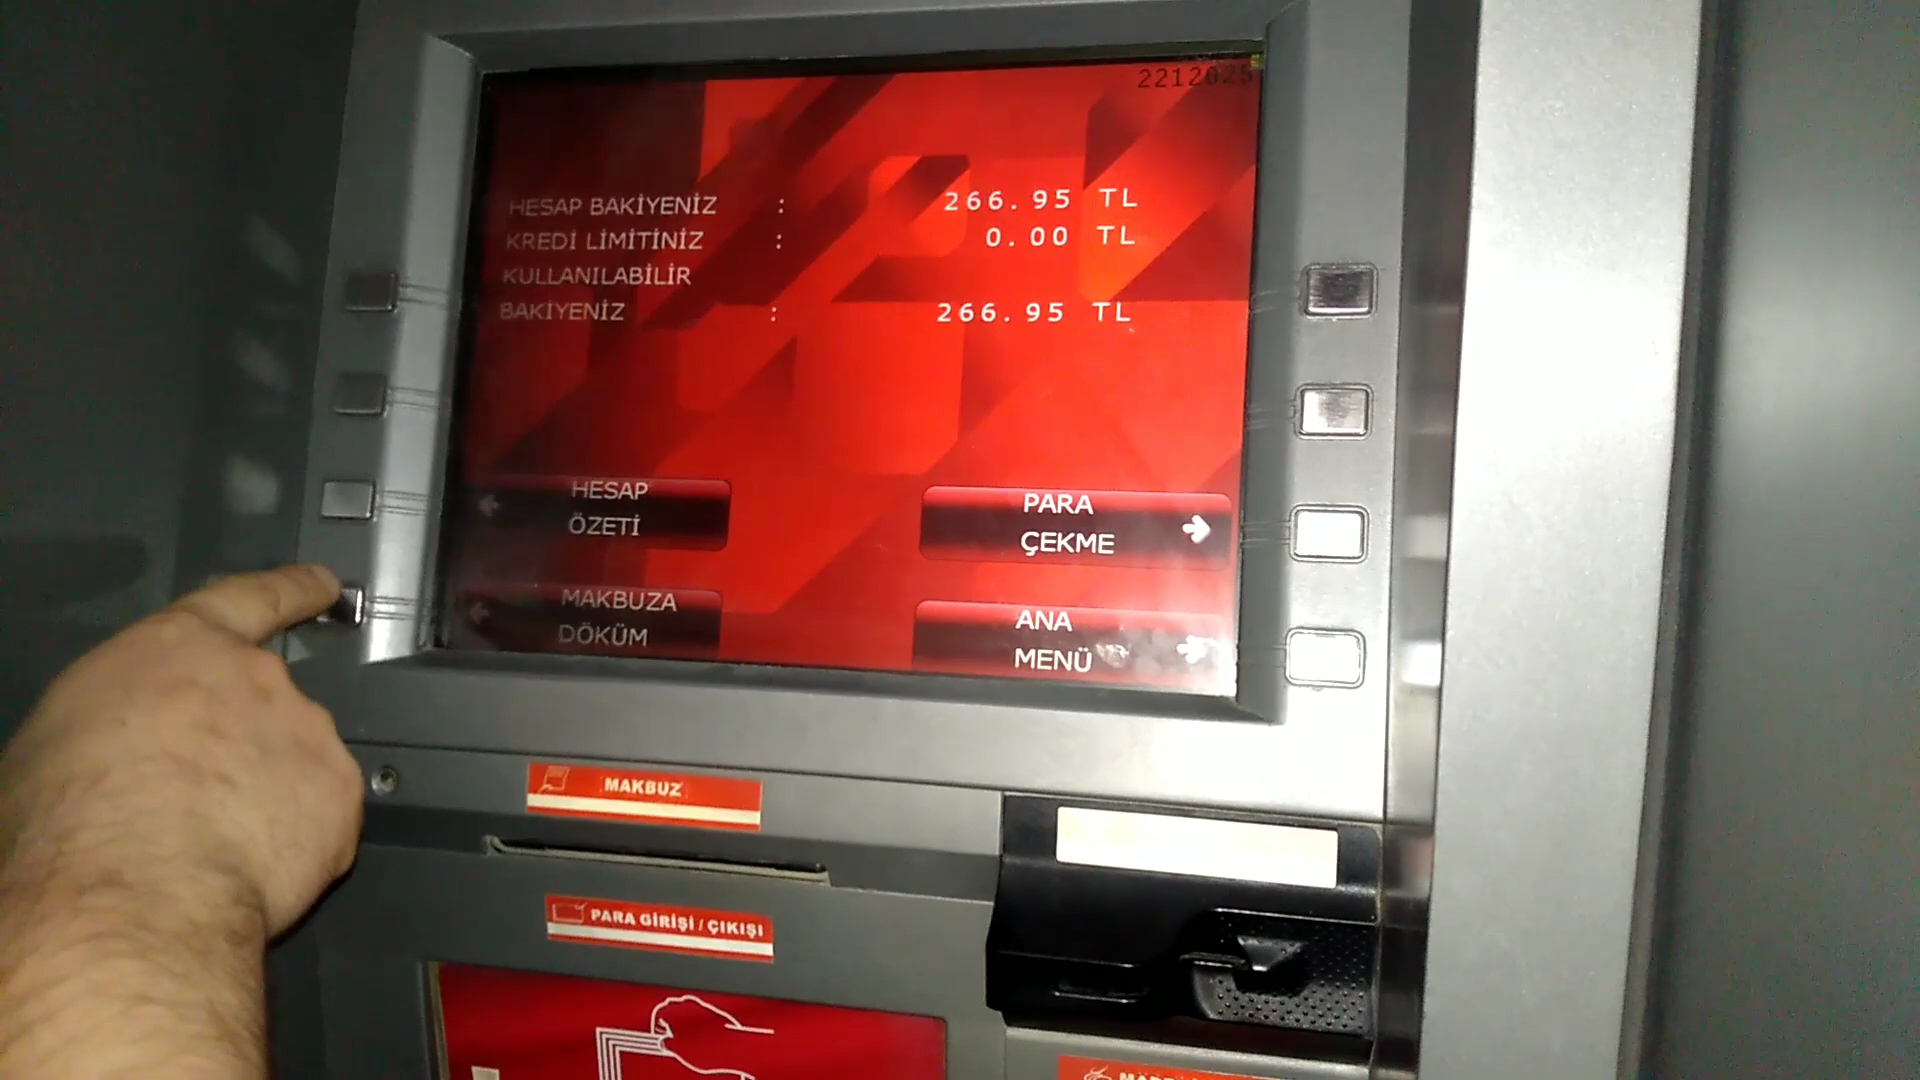 2212025
HESAP BAKİYENİZ : 266.95 TL
KREDİ LİMİTİNİZ : 0.00 TL
KULLANILABİLİR
BAKİYENİZ : 266.95 TL
HESAP
ÖZETİ
PARA
ÇEKME
MAKBUZA
DÖKÜM
ANA
MENÜ
MAKBUZ
PARA GİRİŞİ / ÇIKIŞI